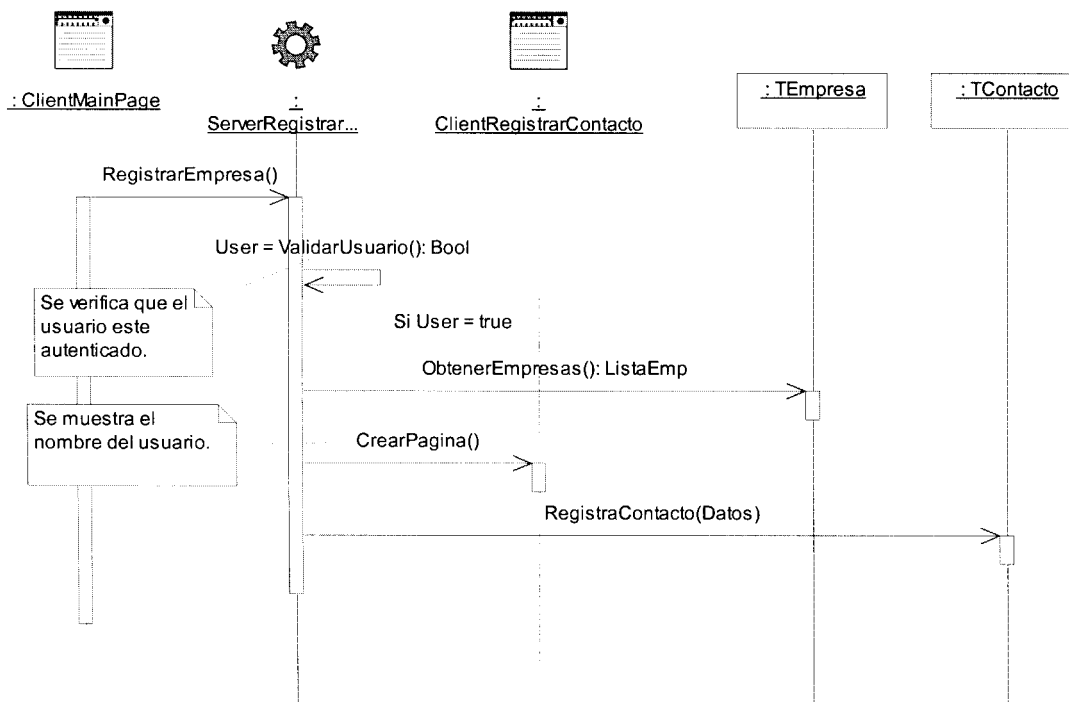 : ClientMainPage
:
ServerRegistrar...
:
ClientRegistrarContacto
: TEmpresa
: TContacto
RegistrarEmpresa()
User = ValidarUsuario(): Bool
Se verifica que el
usuario este
autenticado.
Si User = true
ObtenerEmpresas(): ListaEmp
Se muestra el
nombre del usuario.
CrearPagina()
RegistraContacto(Datos)